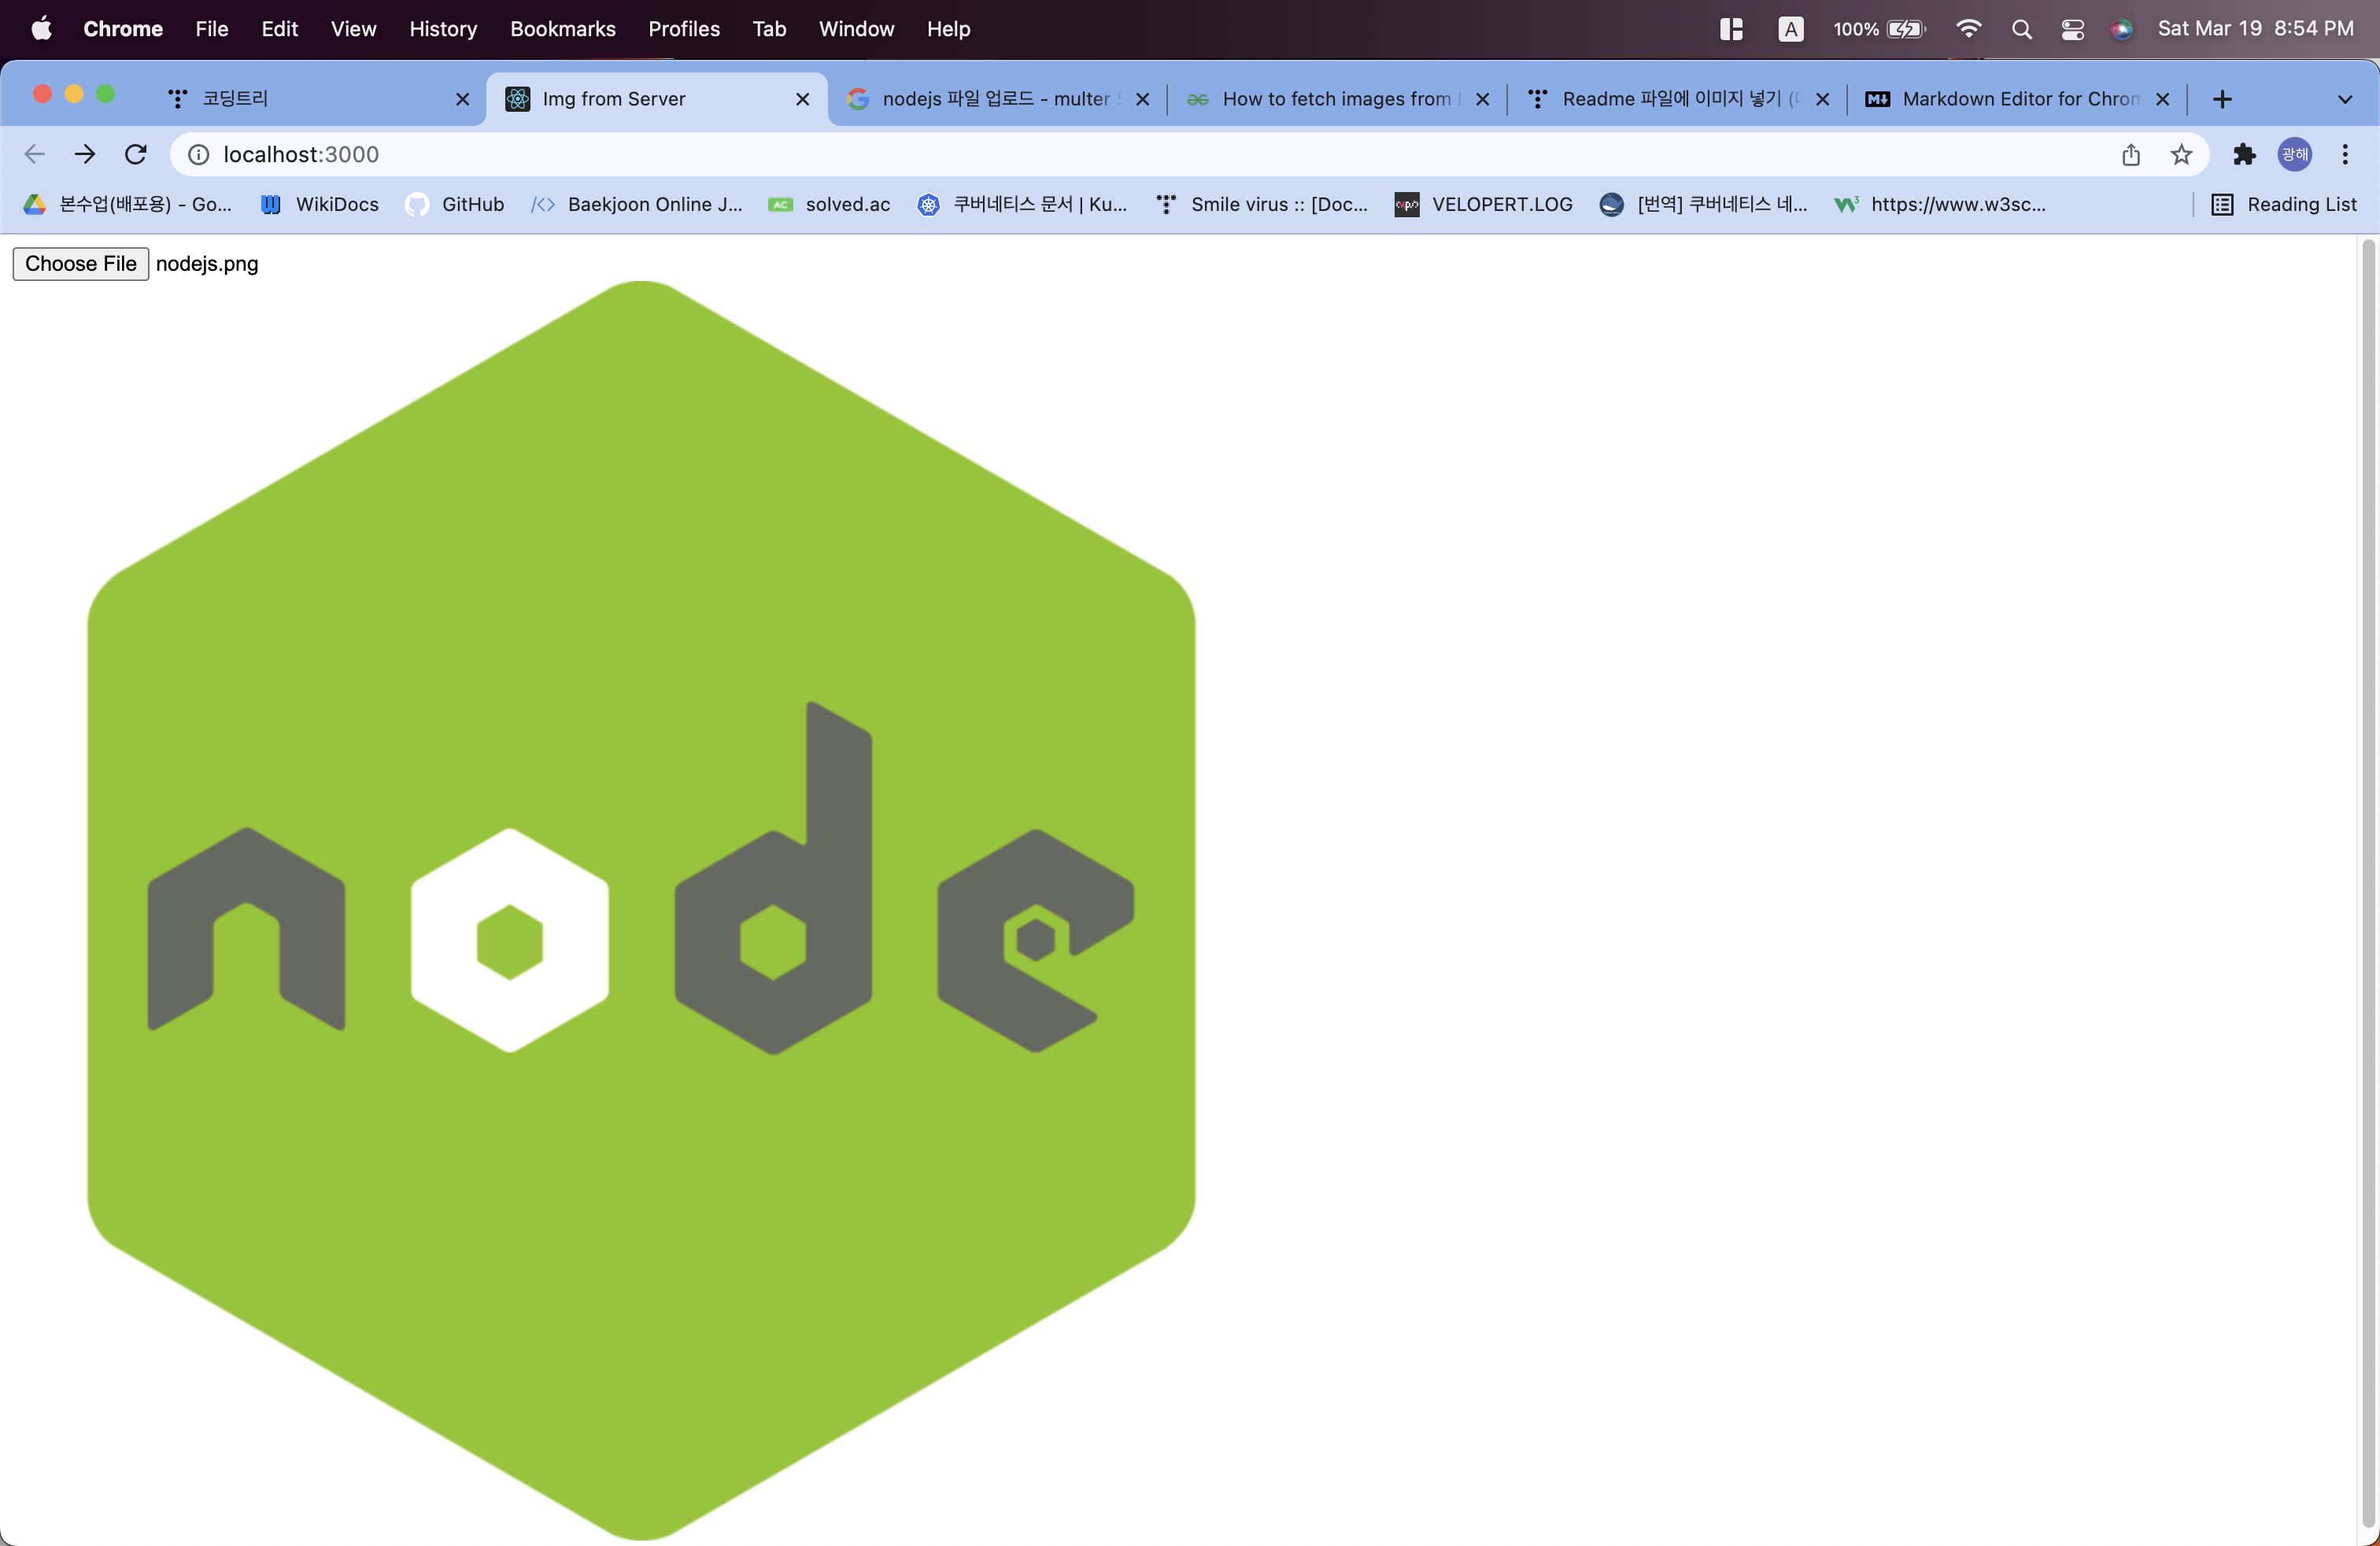 Chrome File Edit View History Bookmarks Profiles Tab Window Help A 100% Sat Mar 19 8:54 PM
코딩트리 Img from Server nodejs 파일 업로드 - multer How to fetch images from Readme 파일에 이미지 넣기 ( Markdown Editor for Chrom
localhost:3000 광해
본수업(배포용) - Go... WikiDocs GitHub /<> Baekjoon Online J... AC solved.ac 쿠버네티스 문서 | Ku... Smile virus :: [Doc... VELOPERT.LOG [번역] 쿠버네티스 네... https://www.w3sc... Reading List
Choose File nodejs.png
node